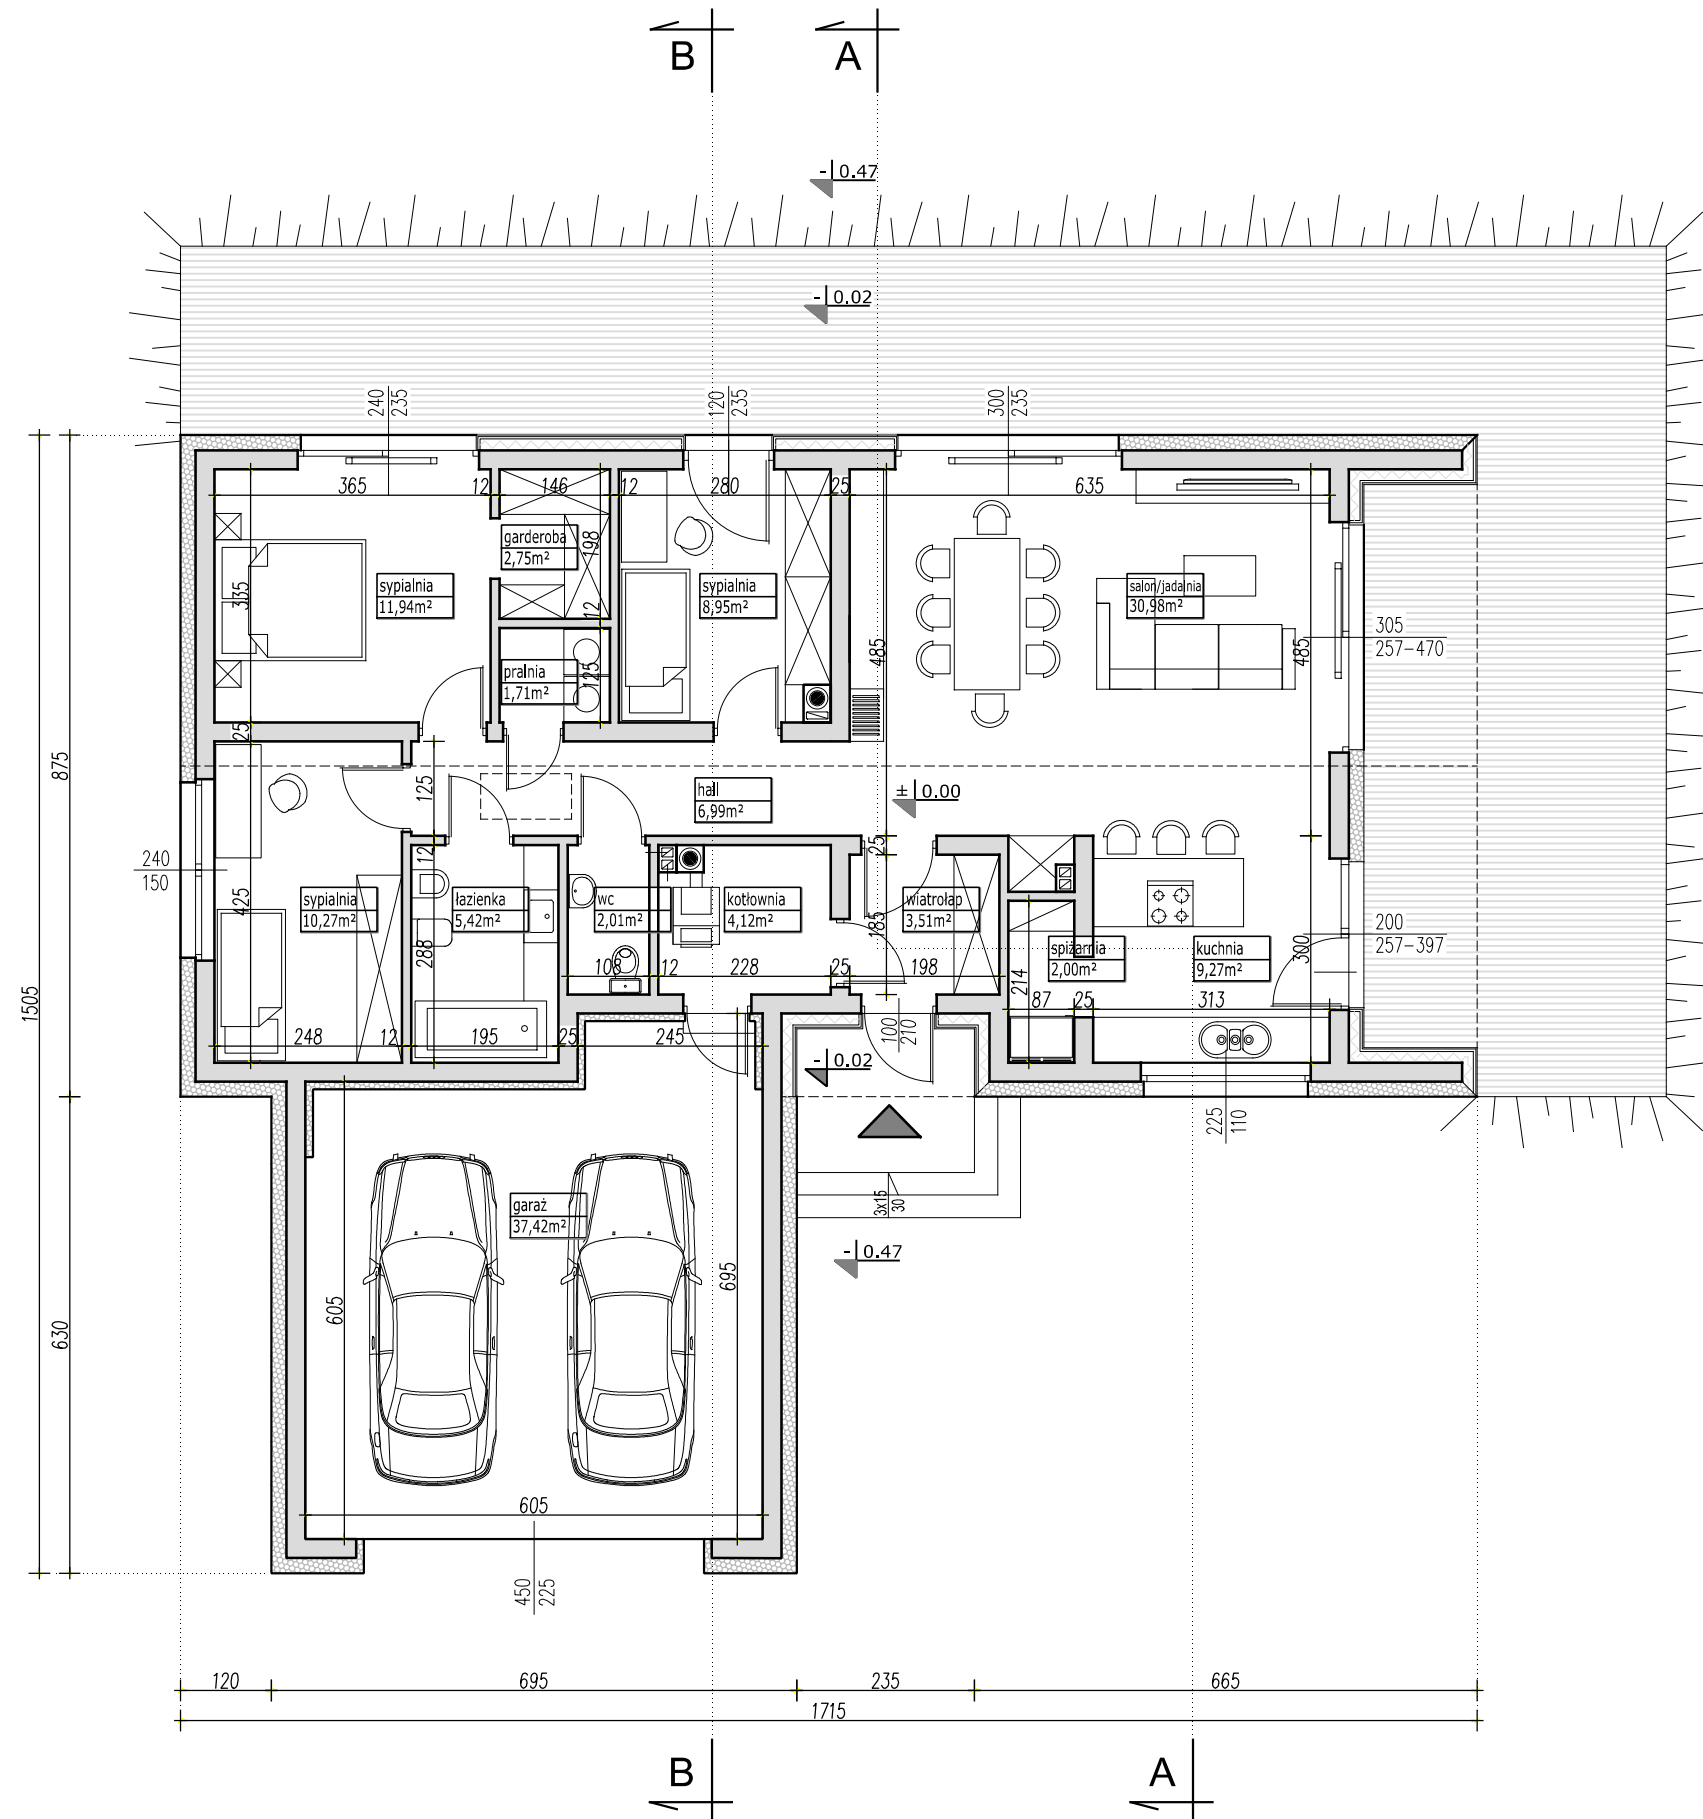 B
A
- 0.47
- 0.02
240
235
120
235
300
235
365
12
146
12
280
25
635
garderoba
2,75m²
198
sypialnia
11,94m²
335
sypialnia
8,95m²
salon/jadalnia
30,98m²
12
305
257-470
485
485
pralnia
1,71m²
125
25
875
125
hall
6,99m²
± 0.00
12
25
240
150
sypialnia
10,27m²
425
łazienka
5,42m²
wc
2,01m²
kotłownia
4,12m²
wiatrołap
3,51m²
185
200
257-397
spiżarnia
2,00m²
kuchnia
9,27m²
300
288
108
12
228
25
198
214
87
25
313
1505
248
12
195
25
245
100
210
- 0.02
225
110
garaż
37,42m²
3x15
30
- 0.47
695
605
630
605
450
225
120
695
235
665
1715
B
A